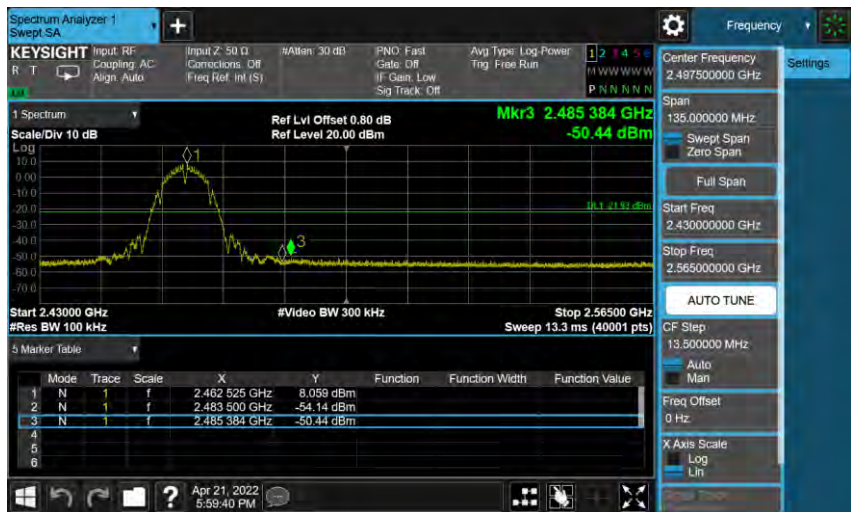 Spectrum Analyzer 1
Swept SA
Frequency
KEYSIGHT
R T
Input: RF
Coupling: AC
Align: Auto
Input Z: 50 Ω
Corrections: Off
Freq Ref: Int (S)
#Atten: 30 dB
PNO: Fast
Gate: Off
IF Gain: Low
Sig Track: Off
Avg Type: Log-Power
Trig: Free Run
1 2 3 4 5 6
M W W W W W
P N N N N N
Settings
Center Frequency
2.497500000 GHz
Span
135.000000 MHz
Swept Span
Zero Span
Full Span
Start Freq
2.430000000 GHz
Stop Freq
2.565000000 GHz
AUTO TUNE
CF Step
13.500000 MHz
Auto
Man
Freq Offset
0 Hz
X Axis Scale
Log
Lin
1 Spectrum
Scale/Div 10 dB
Ref Lvl Offset 0.80 dB
Ref Level 20.00 dBm
Mkr3 2.485 384 GHz
-50.44 dBm
Log
10.0
0.00
-10.0
-20.0
-30.0
-40.0
-50.0
-60.0
-70.0
1
3
DL1 -21.93 dBm
Start 2.43000 GHz
#Video BW 300 kHz
Stop 2.56500 GHz
#Res BW 100 kHz
Sweep 13.3 ms (40001 pts)
5 Marker Table
Mode Trace Scale X Y Function Function Width Function Value
1 N 1 f 2.462 525 GHz 8.059 dBm
2 N 1 f 2.483 500 GHz -54.14 dBm
3 N 1 f 2.485 384 GHz -50.44 dBm
4
5
6
?
Apr 21, 2022
5:59:40 PM